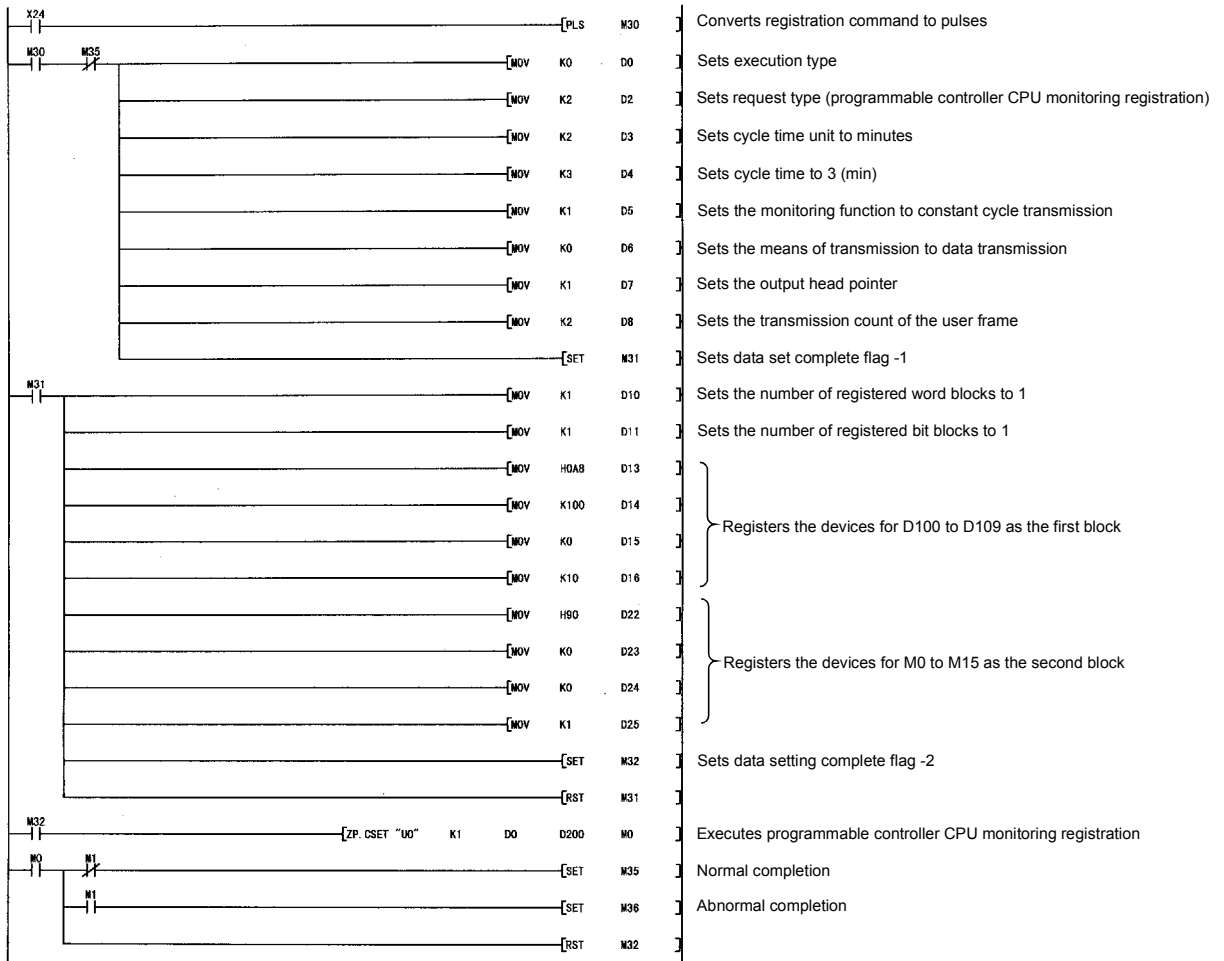 X24
[PLS M30 ] Converts registration command to pulses
M30 M35
[MOV K0 D0 ] Sets execution type
[MOV K2 D2 ] Sets request type (programmable controller CPU monitoring registration)
[MOV K2 D3 ] Sets cycle time unit to minutes
[MOV K3 D4 ] Sets cycle time to 3 (min)
[MOV K1 D5 ] Sets the monitoring function to constant cycle transmission
[MOV K0 D6 ] Sets the means of transmission to data transmission
[MOV K1 D7 ] Sets the output head pointer
[MOV K2 D8 ] Sets the transmission count of the user frame
[SET M31 ] Sets data set complete flag -1
M31
[MOV K1 D10 ] Sets the number of registered word blocks to 1
[MOV K1 D11 ] Sets the number of registered bit blocks to 1
[MOV H0A8 D13 ]
[MOV K100 D14 ]
Registers the devices for D100 to D109 as the first block
[MOV K0 D15 ]
[MOV K10 D16 ]
[MOV H90 D22 ]
[MOV K0 D23 ]
Registers the devices for M0 to M15 as the second block
[MOV K0 D24 ]
[MOV K1 D25 ]
[SET M32 ] Sets data setting complete flag -2
[RST M31 ]
M32
[ZP.CSET "U0" K1 D0 D200 M0 ] Executes programmable controller CPU monitoring registration
M0 M1
[SET M35 ] Normal completion
M1
[SET M36 ] Abnormal completion
[RST M32 ]